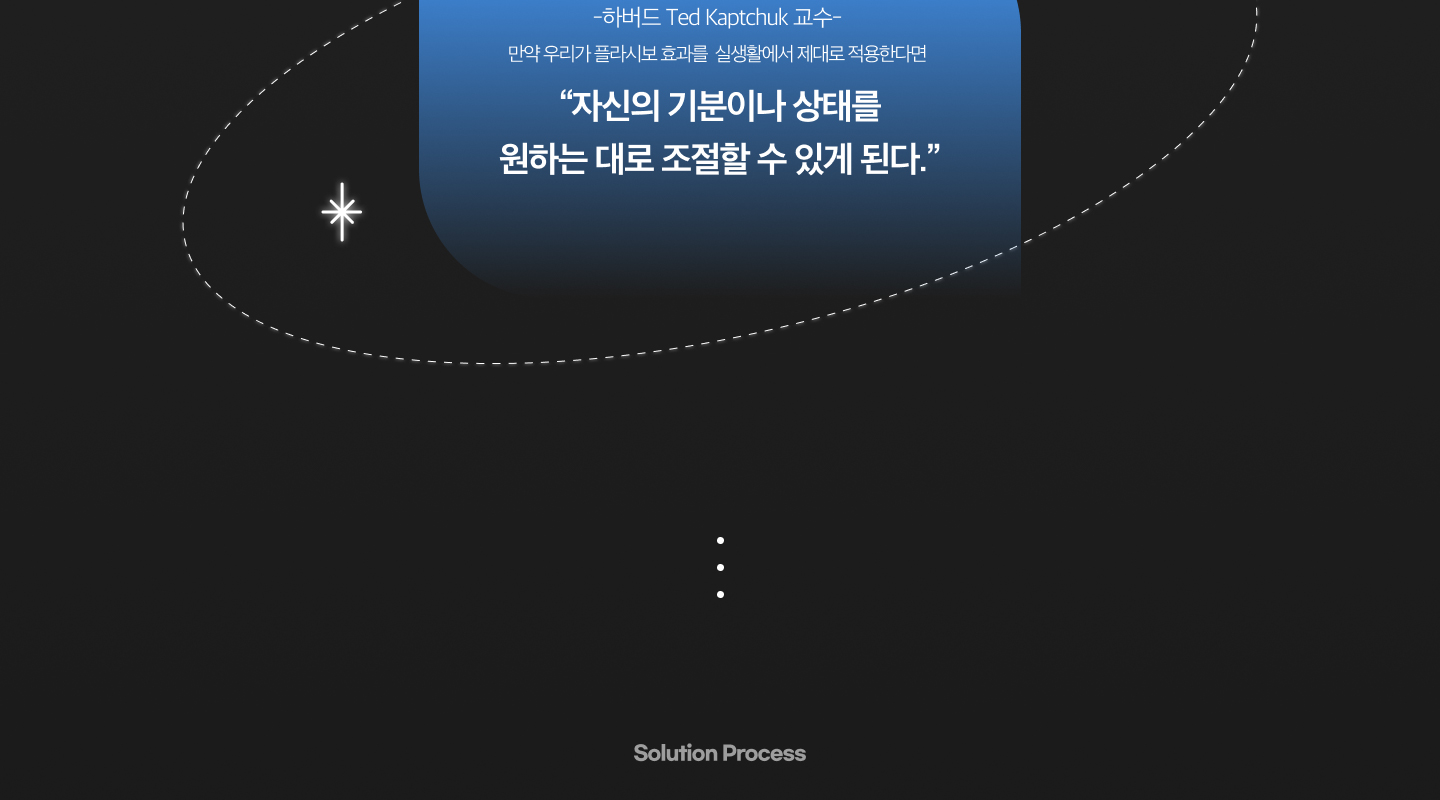 -하버드 Ted Kaptchuk 교수-
만약 우리가 플라시보 효과를 실생활에서 제대로 적용한다면
“자신의 기분이나 상태를
원하는 대로 조절할 수 있게 된다.”
Solution Process